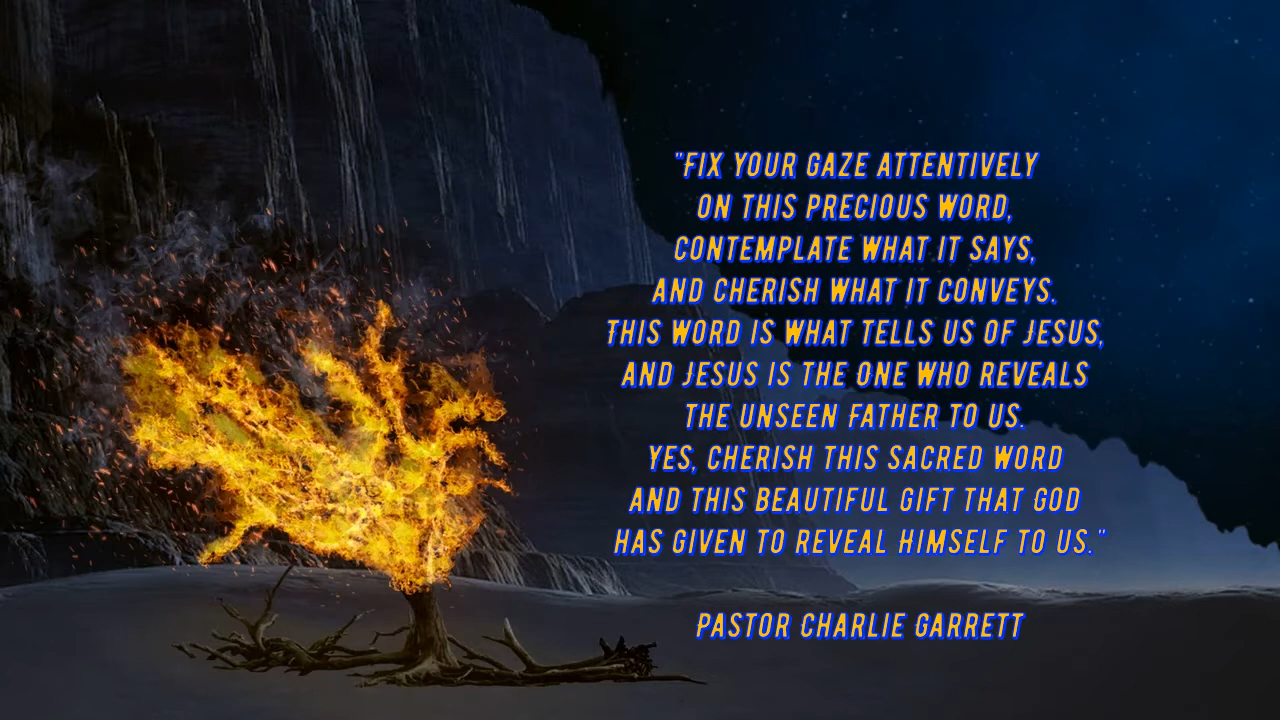 "FIX YOUR GAZE ATTENTIVELY
ON THIS PRECIOUS WORD,
CONTEMPLATE WHAT IT SAYS,
AND CHERISH WHAT IT CONVEYS.
THIS WORD IS WHAT TELLS US OF JESUS,
AND JESUS IS THE ONE WHO REVEALS
THE UNSEEN FATHER TO US.
YES, CHERISH THIS SACRED WORD
AND THIS BEAUTIFUL GIFT THAT GOD
HAS GIVEN TO REVEAL HIMSELF TO US."
PASTOR CHARLIE GARRETT